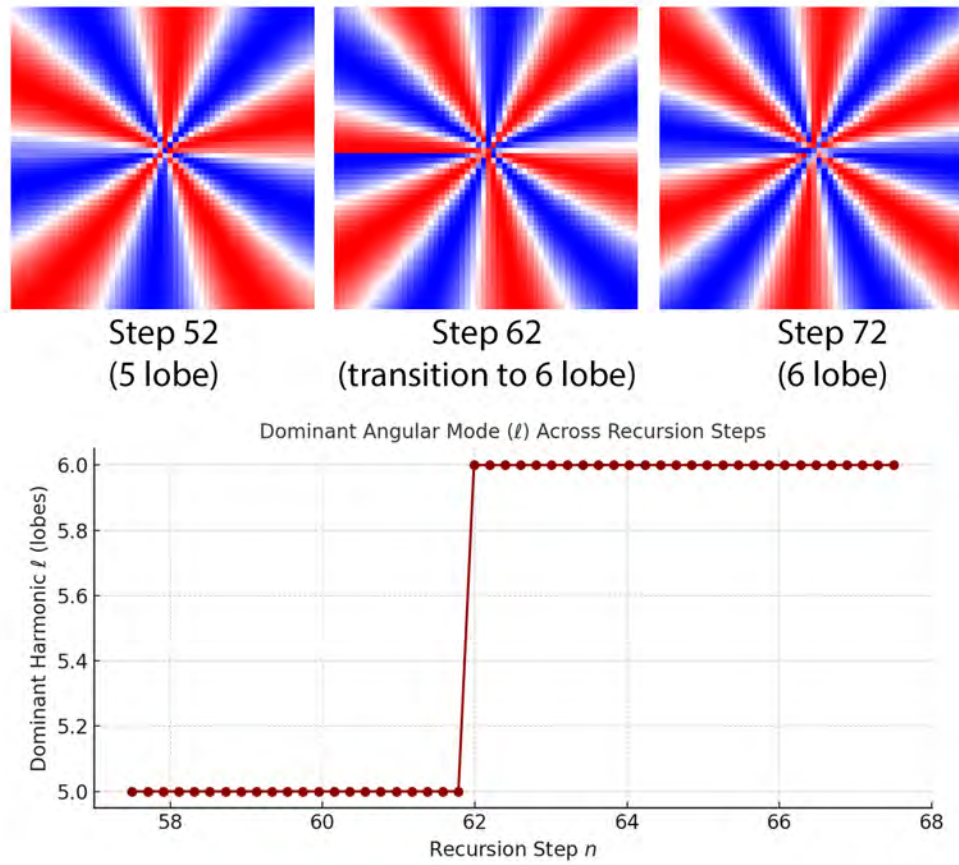 Step 52
(5 lobe)
Step 62
(transition to 6 lobe)
Step 72
(6 lobe)
Dominant Angular Mode (ℓ) Across Recursion Steps
Dominant Harmonic ℓ (lobes)
6.0
5.8
5.6
5.4
5.2
5.0
58
60
62
64
66
68
Recursion Step n